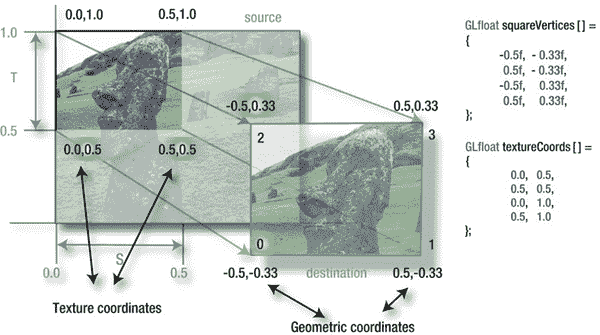 0.0,1.0
0.5,1.0
source
1.0
T
0.5
-0.5,0.33
0.5,0.33
2
3
0.0,0.5
0.5,0.5
0
1
S
0.0
0.5
-0.5,-0.33
destination
0.5,-0.33
Texture coordinates
Geometric coordinates
GLfloat squareVertices [] =
{
-0.5f, - 0.33f,
0.5f, - 0.33f,
-0.5f, 0.33f,
0.5f, 0.33f,
};
GLfloat textureCoords [] =
{
0.0, 0.5,
0.5, 0.5,
0.0, 1.0,
0.5, 1.0
};